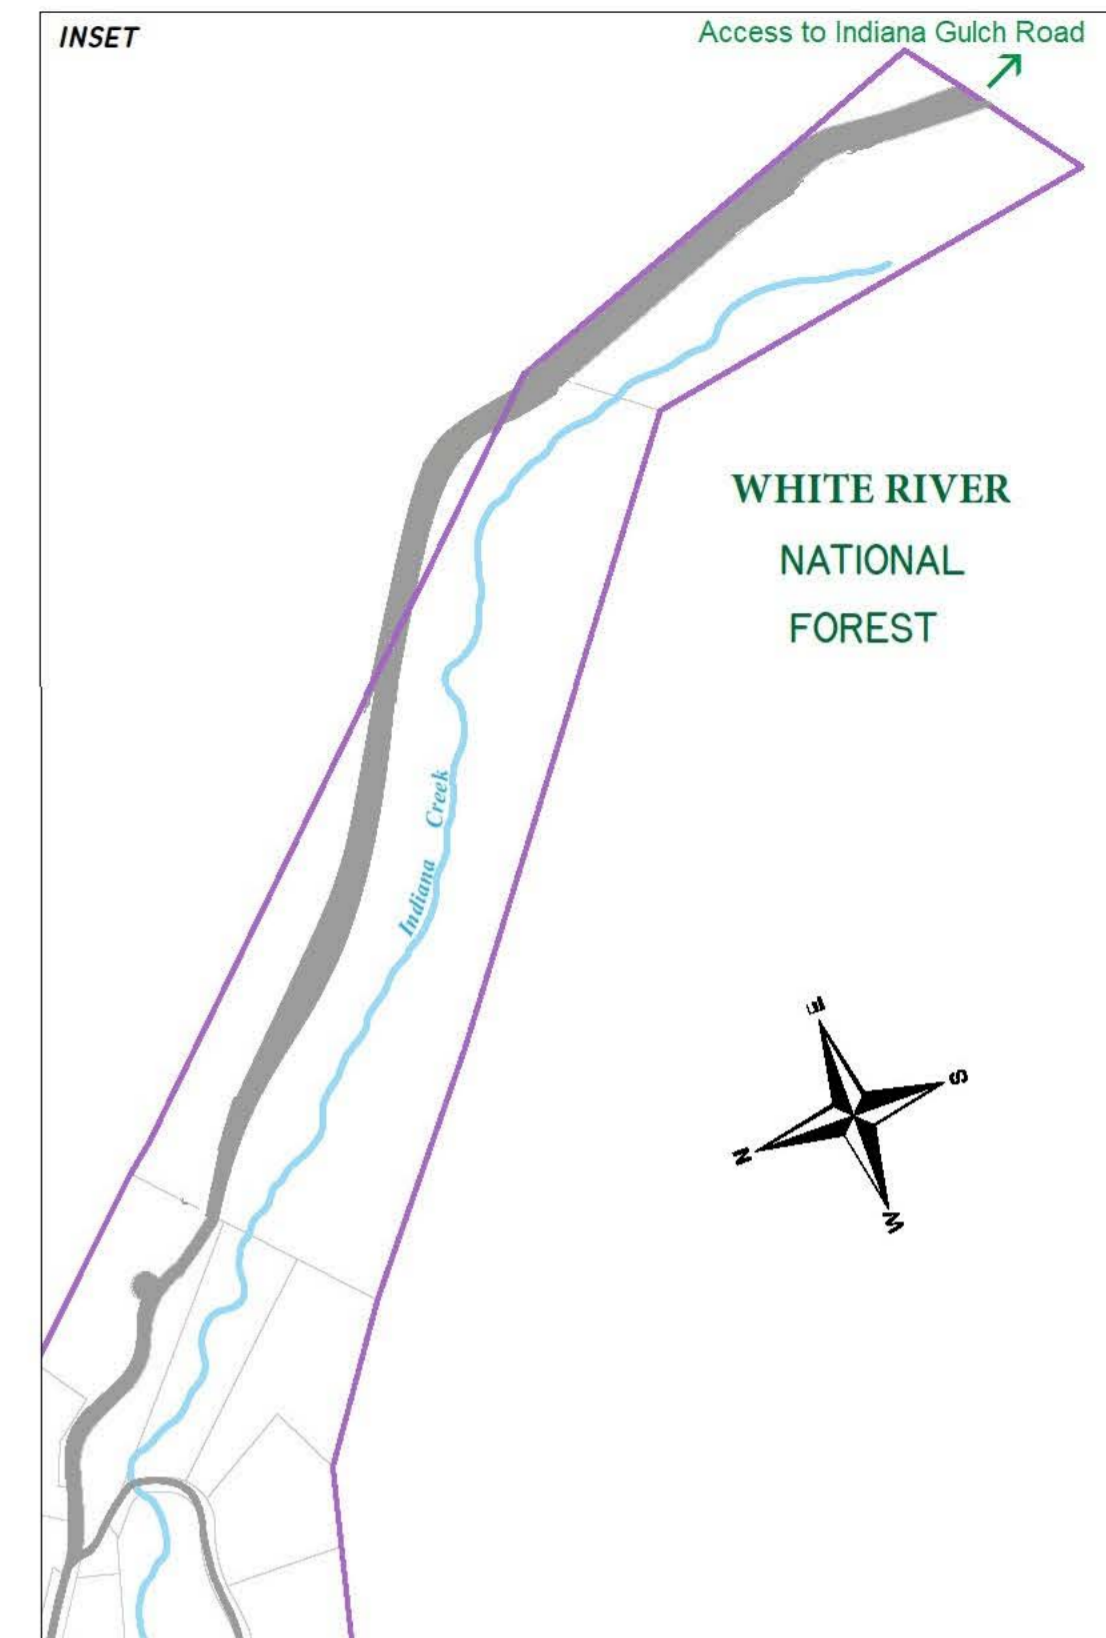 INSET
Access to Indiana Gulch Road
WHITE RIVER
NATIONAL
FOREST
Indiana Creek
E
S
N
W